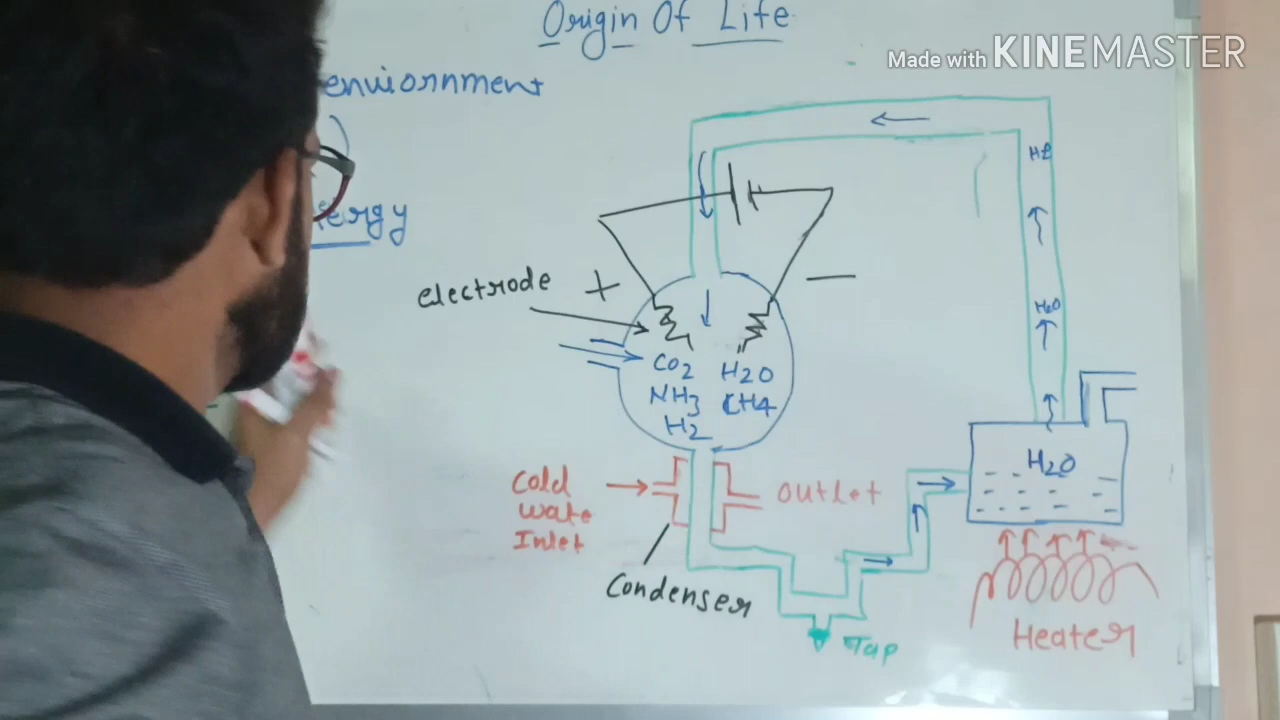 Origin Of Life
Made with KINEMASTER
enviornment
ergy
electrode
+
−
CO2 H2O
NH3 CH4
H2
H2O
H2O
Cold
Wate
Inlet
Outlet
Condenser
Tap
Heater